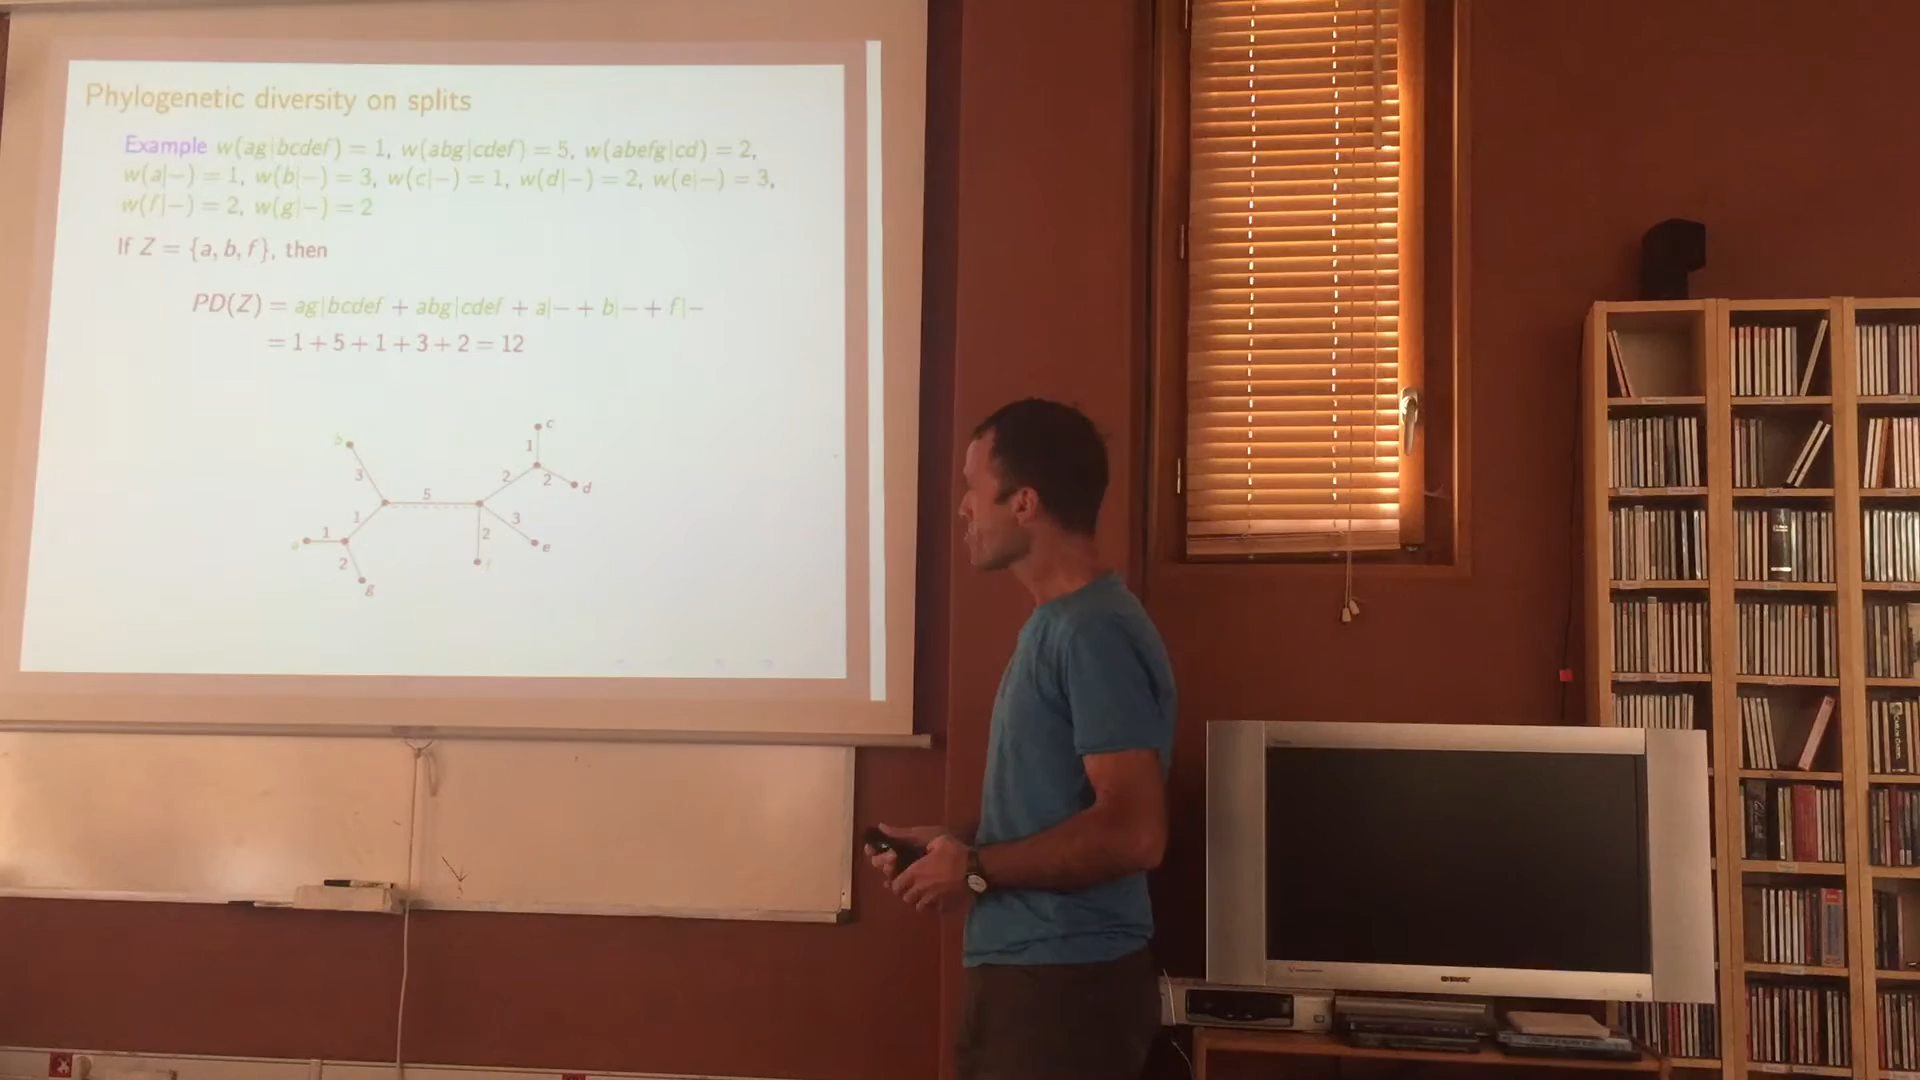 Phylogenetic diversity on splits
Example w(ag|bcdef) = 1, w(abg|cdef) = 5, w(abefg|cd) = 2,
w(a|−) = 1, w(b|−) = 3, w(c|−) = 1, w(d|−) = 2, w(e|−) = 3,
w(f|−) = 2, w(g|−) = 2
If Z = {a, b, f}, then
PD(Z) = ag|bcdef + abg|cdef + a|− + b|− + f|−
= 1 + 5 + 1 + 3 + 2 = 12
c
b
1
3
2
2
d
5
1
3
a
1
2
e
2
f
g